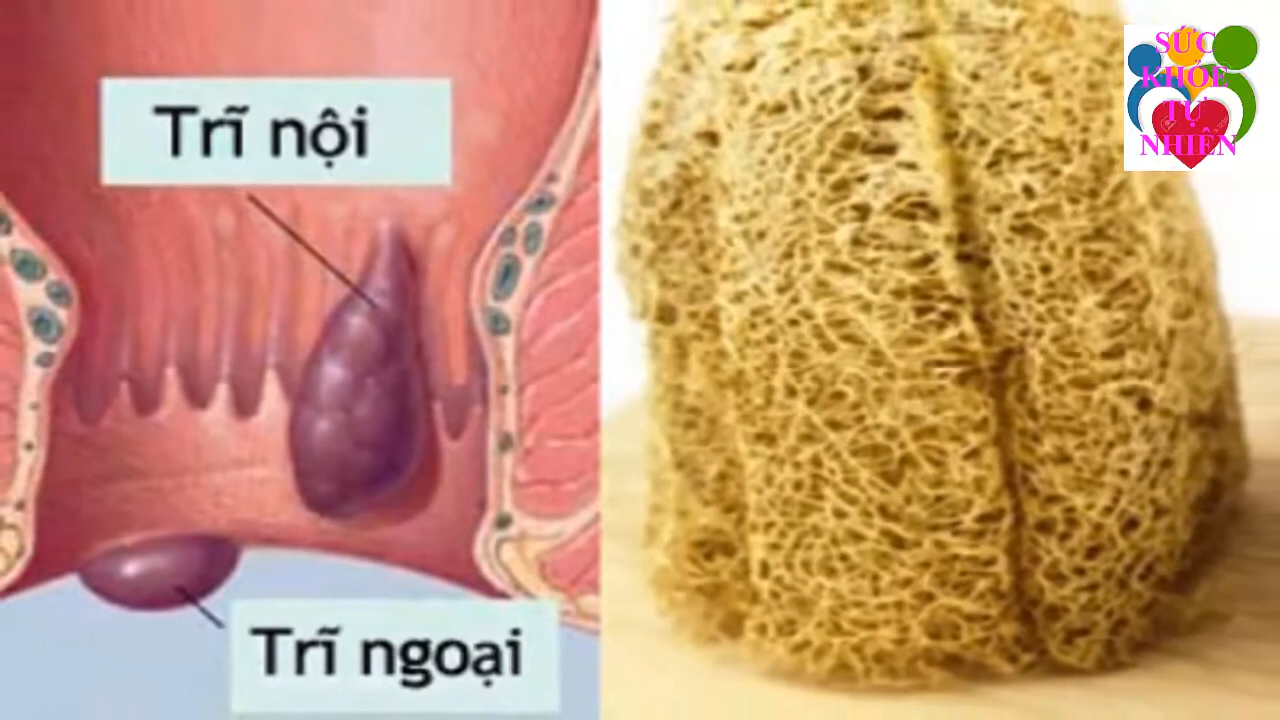 Trĩ nội
Trĩ ngoại
SỨC
KHỎE
TỰ
NHIÊN